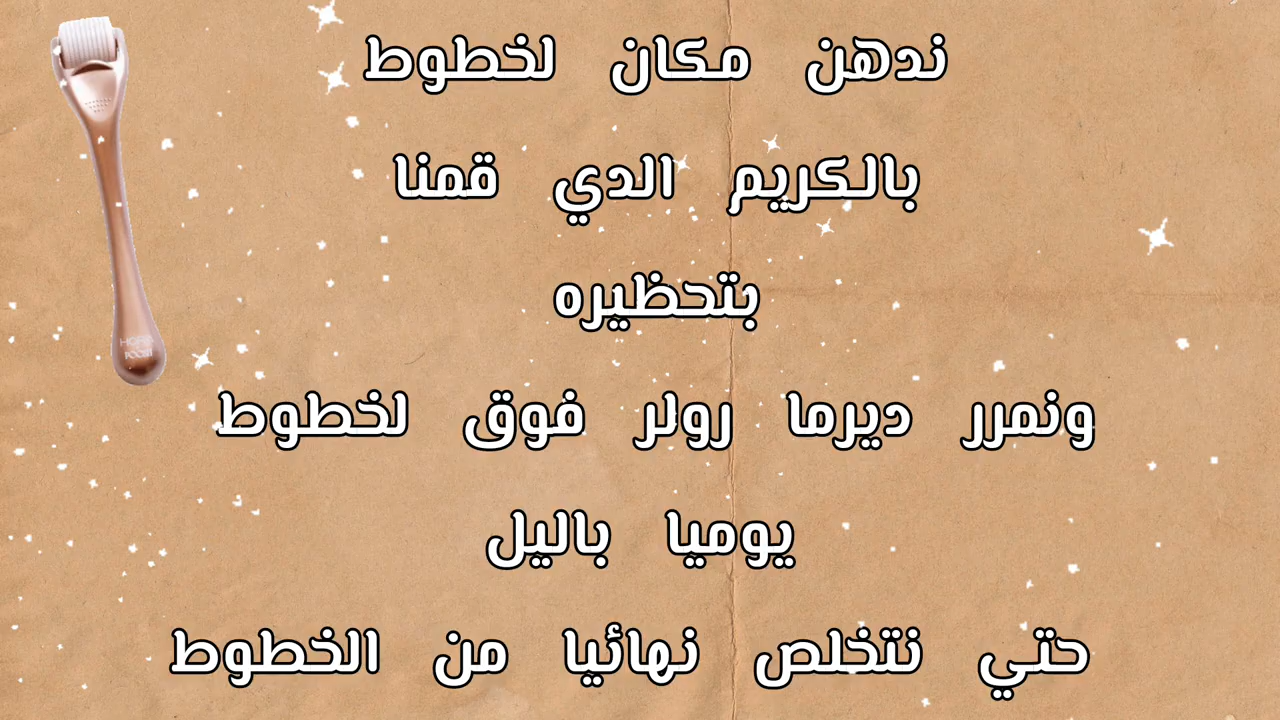 ندهن مكان لخطوط
بالكريم الدي قمنا
بتحظيره
ونمرر ديرما رولر فوق لخطوط
يوميا باليل
حتي نتخلص نهائيا من الخطوط